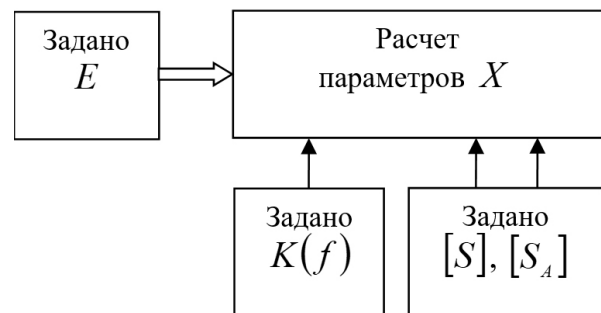 Задано
E
Расчет
параметров X
Задано
K(f)
Задано
[S], [S_A]